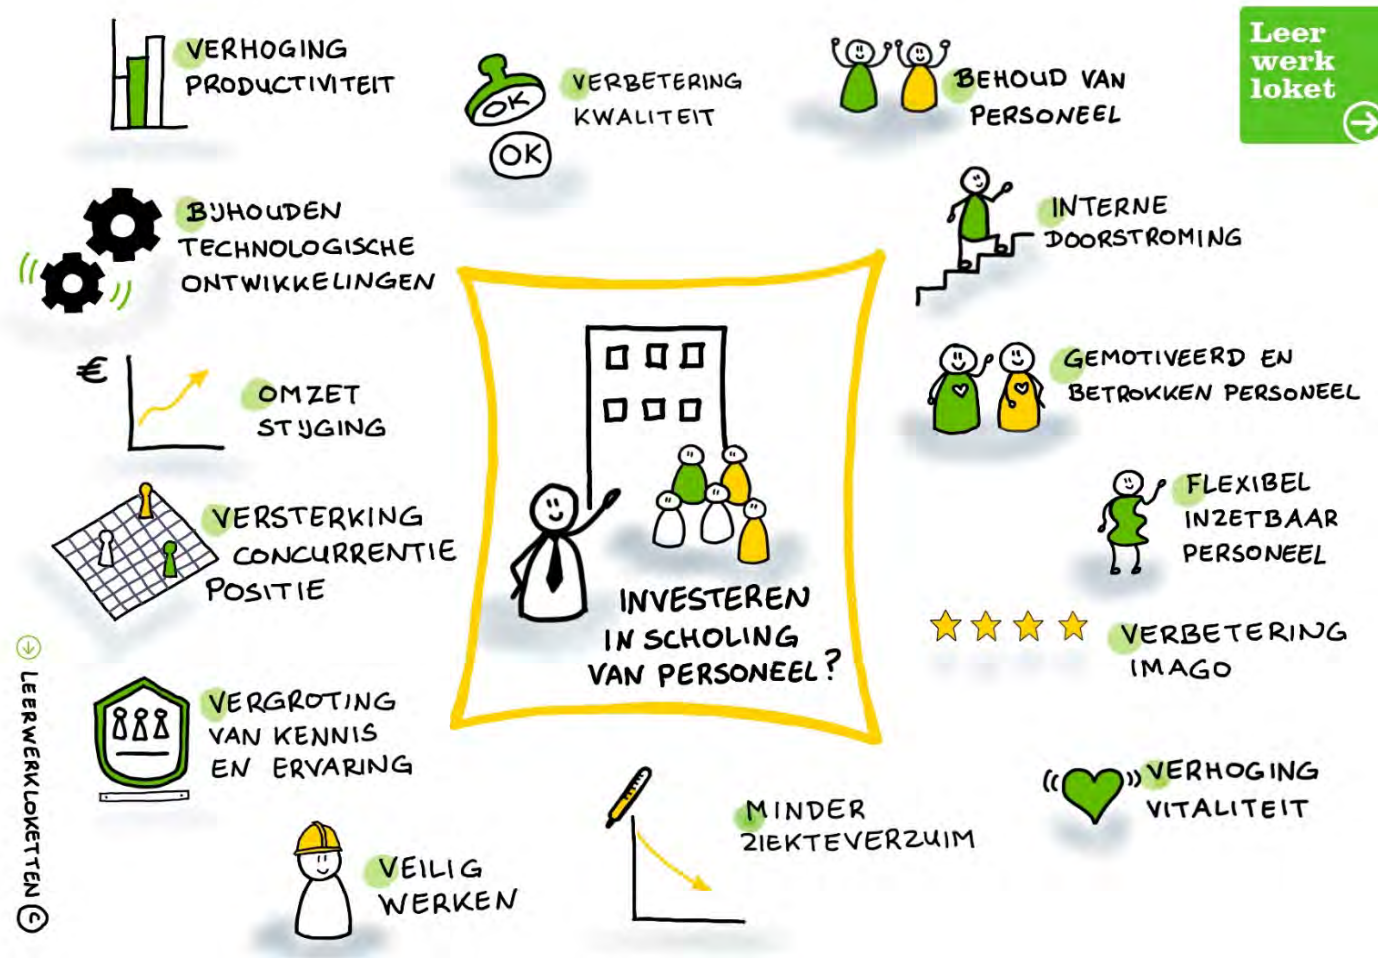 VERHOGING
PRODUCTIVITEIT
OK
OK
VERBETERING
KWALITEIT
BEHOUD VAN
PERSONEEL
Leer
werk
loket
BIJHOUDEN
TECHNOLOGISCHE
ONTWIKKELINGEN
INTERNE
DOORSTROMING
€
OMZET
STIJGING
GEMOTIVEERD EN
BETROKKEN PERSONEEL
VERSTERKING
CONCURRENTIE
POSITIE
FLEXIBEL
INZETBAAR
PERSONEEL
INVESTEREN
IN SCHOLING
VAN PERSONEEL?
VERBETERING
IMAGO
VERGROTING
VAN KENNIS
EN ERVARING
VERHOGING
VITALITEIT
MINDER
ZIEKTEVERZUIM
VEILIG
WERKEN
LEERWERKLOKETTEN ©